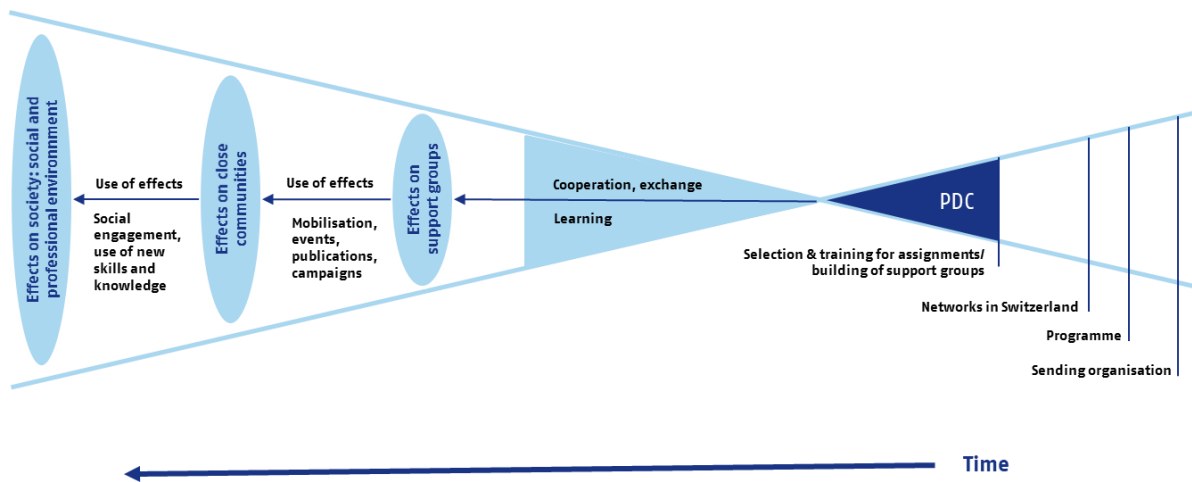 Effects on society: social and
professional environment
Use of effects
Social
engagement,
use of new
skills and
knowledge
Effects on close
communities
Use of effects
Mobilisation,
events,
publications,
campaigns
Effects on
support groups
Cooperation, exchange
Learning
PDC
Selection & training for assignments/
building of support groups
Networks in Switzerland
Programme
Sending organisation
Time